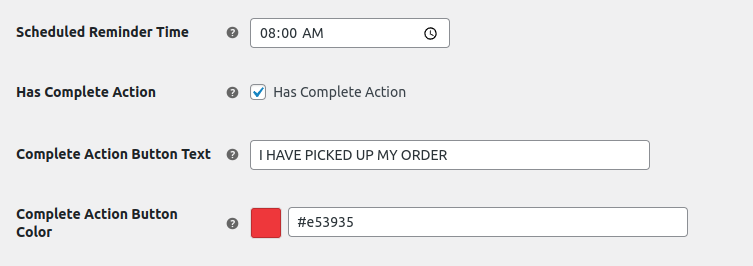 Scheduled Reminder Time ? 08:00 AM
Has Complete Action ? Has Complete Action
Complete Action Button Text ? I HAVE PICKED UP MY ORDER
Complete Action Button
Color ? #e53935